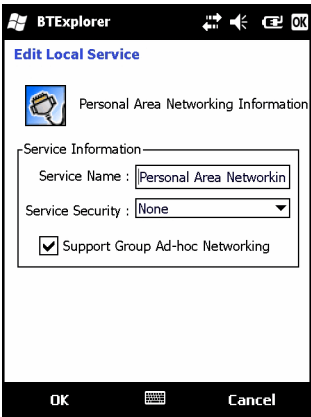 BTExplorer OK
Edit Local Service
Personal Area Networking Information
Service Information
Service Name : Personal Area Networkin
Service Security : None
Support Group Ad-hoc Networking
OK Cancel